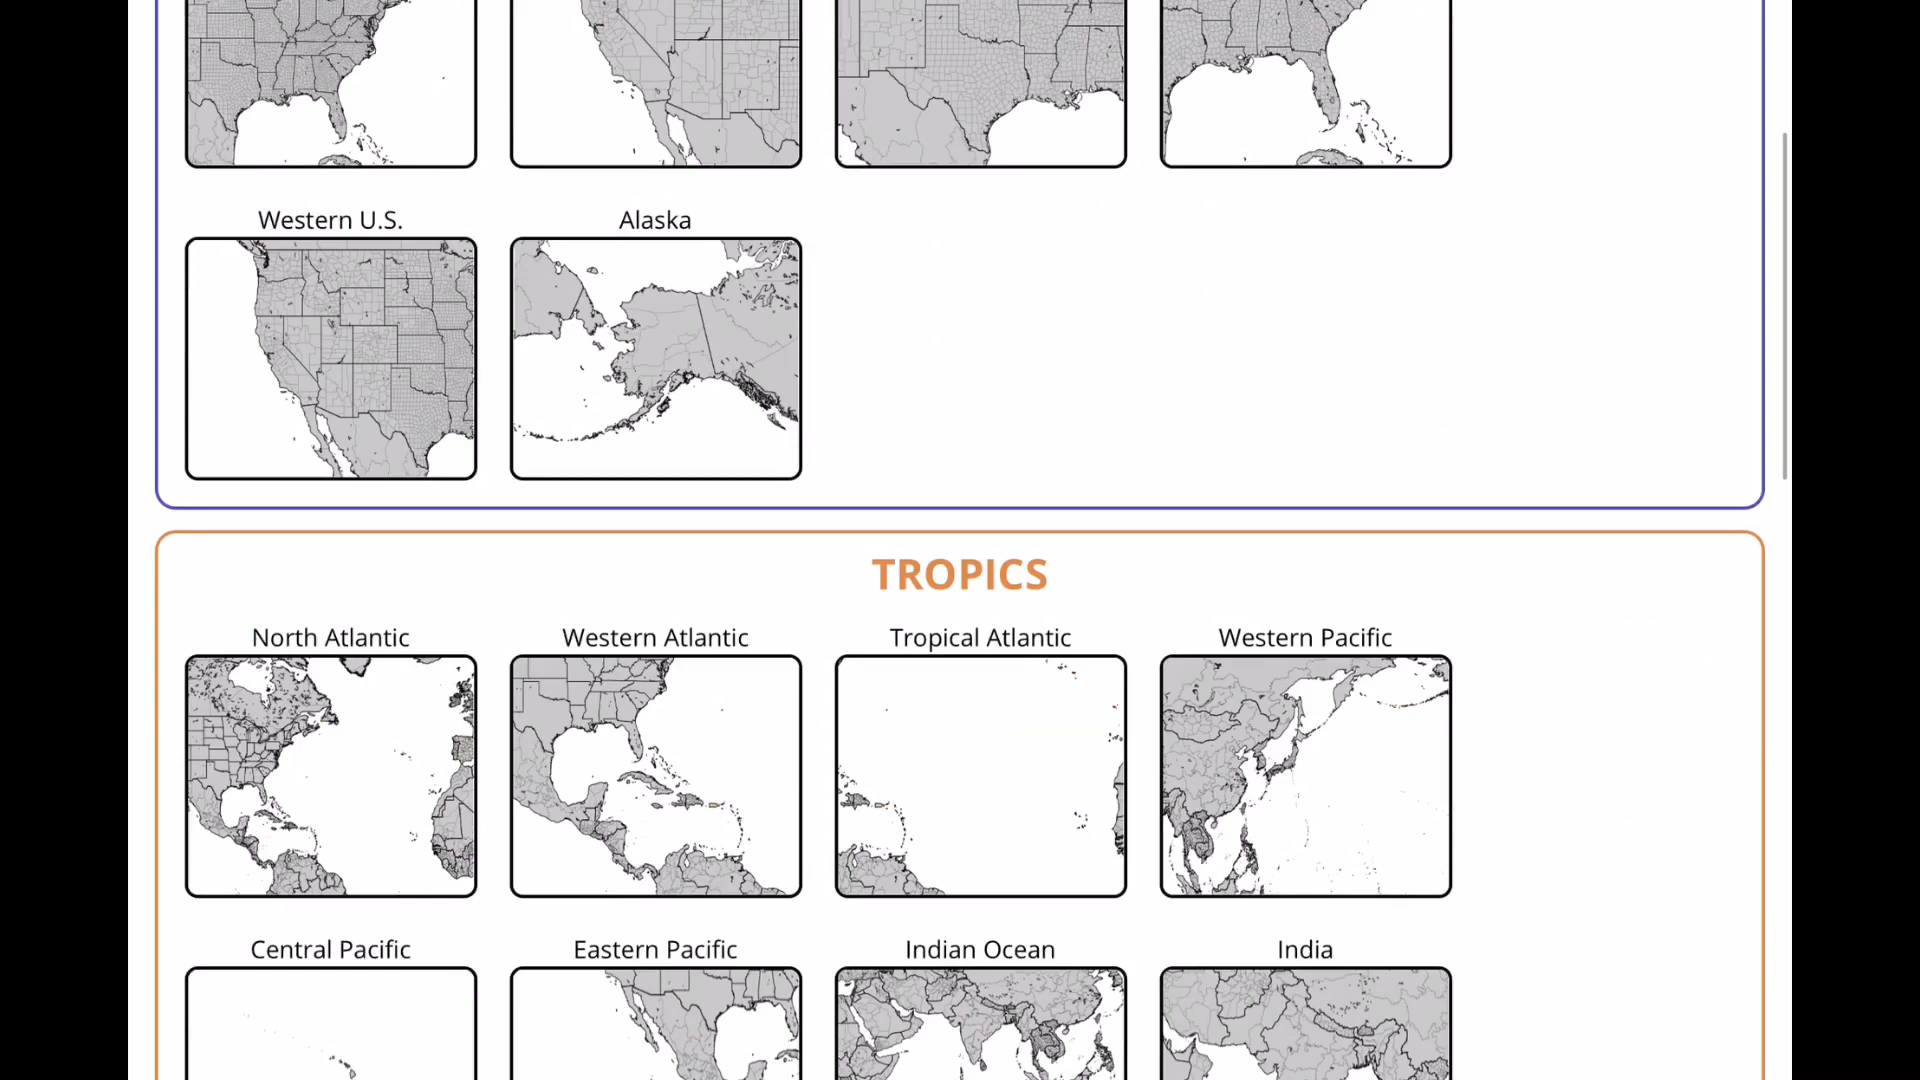 Western U.S.
Alaska
TROPICS
North Atlantic
Western Atlantic
Tropical Atlantic
Western Pacific
Central Pacific
Eastern Pacific
Indian Ocean
India